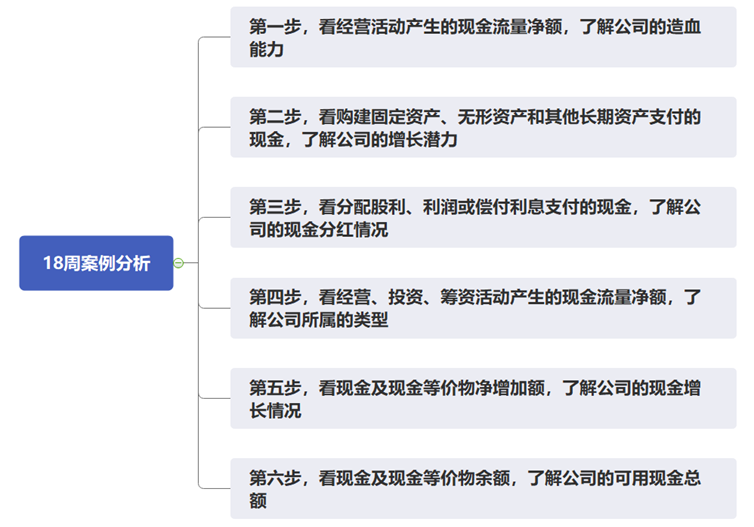 第一步，看经营活动产生的现金流量净额，了解公司的造血
能力
第二步，看购建固定资产、无形资产和其他长期资产支付的
现金，了解公司的增长潜力
第三步，看分配股利、利润或偿付利息支付的现金，了解公
司的现金分红情况
18周案例分析
第四步，看经营、投资、筹资活动产生的现金流量净额，了
解公司所属的类型
第五步，看现金及现金等价物净增加额，了解公司的现金增
长情况
第六步，看现金及现金等价物余额，了解公司的可用现金总
额